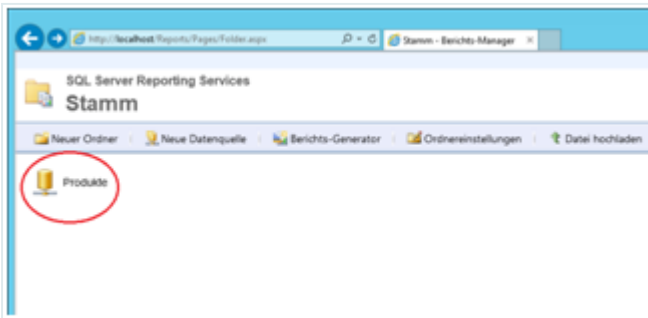 http://localhost/Reports/Pages/Folder.aspx
Stamm - Berichts-Manager
SQL Server Reporting Services
Stamm
Neuer Ordner
Neue Datenquelle
Berichts-Generator
Ordnereinstellungen
Datei hochladen
Produkte